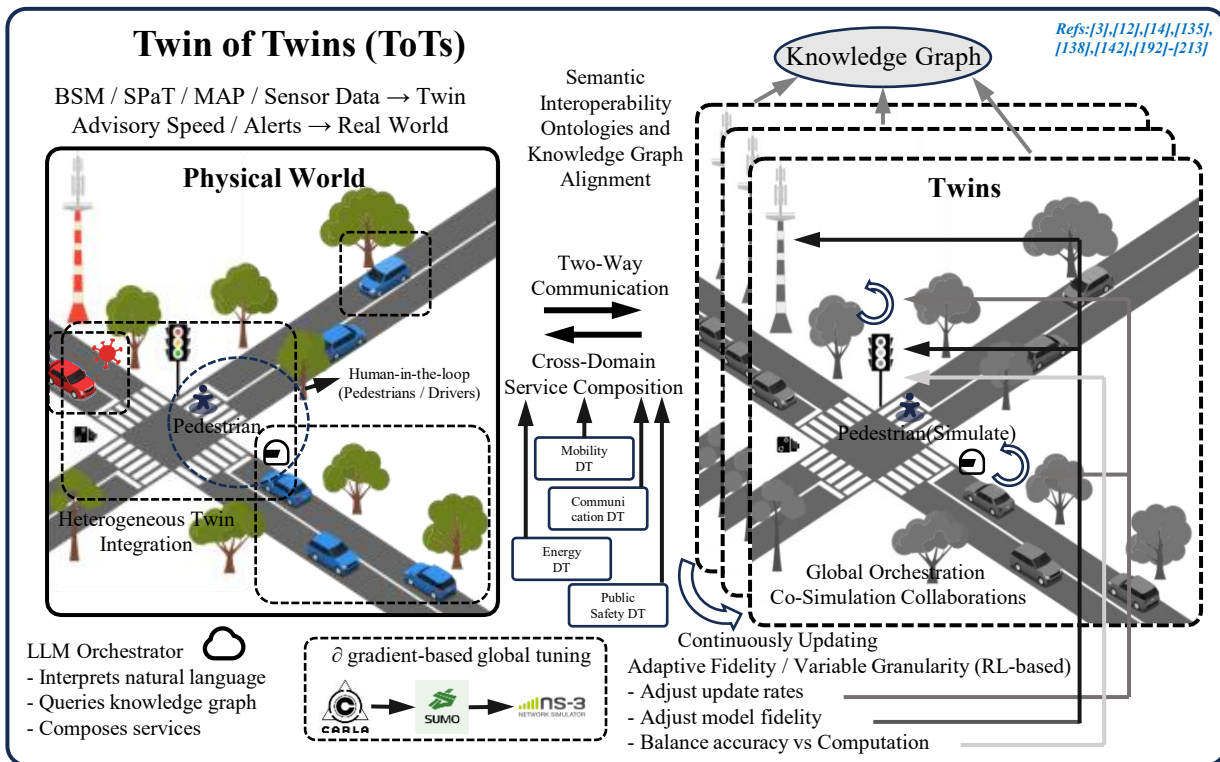 Twin of Twins (ToTs)
BSM / SPaT / MAP / Sensor Data → Twin
Advisory Speed / Alerts → Real World
Physical World
Human-in-the-loop
(Pedestrians / Drivers)
Pedestrian
Heterogeneous Twin
Integration
LLM Orchestrator
- Interprets natural language
- Queries knowledge graph
- Composes services
∂ gradient-based global tuning
CARLA
SUMO
ns-3
NETWORK SIMULATOR
Semantic
Interoperability
Ontologies and
Knowledge Graph
Alignment
Two-Way
Communication
Cross-Domain
Service Composition
Mobility
DT
Communi
cation DT
Energy
DT
Public
Safety DT
Refs:[3],[12],[14],[135],
[138],[142],[192]-[213]
Knowledge Graph
Twins
Pedestrian(Simulate)
Global Orchestration
Co-Simulation Collaborations
Continuously Updating
Adaptive Fidelity / Variable Granularity (RL-based)
- Adjust update rates
- Adjust model fidelity
- Balance accuracy vs Computation